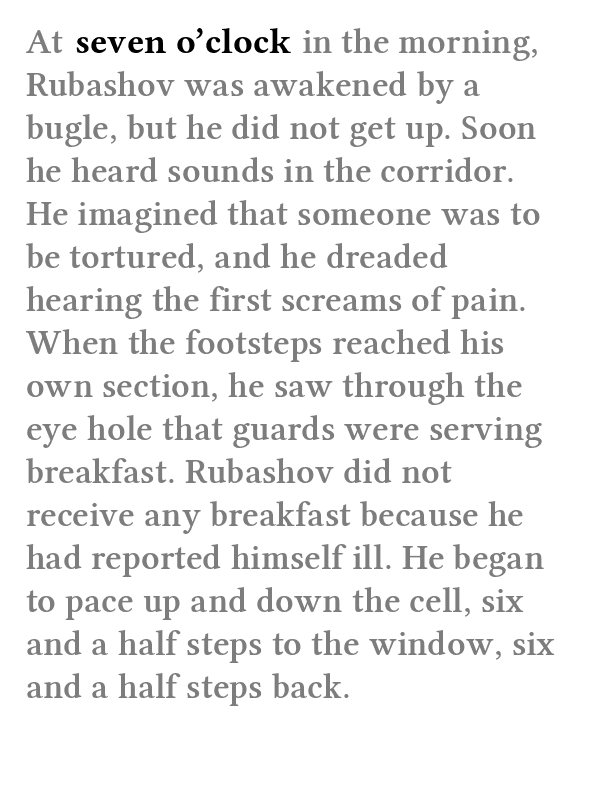 At seven o’clock in the morning,
Rubashov was awakened by a
bugle, but he did not get up. Soon
he heard sounds in the corridor.
He imagined that someone was to
be tortured, and he dreaded
hearing the first screams of pain.
When the footsteps reached his
own section, he saw through the
eye hole that guards were serving
breakfast. Rubashov did not
receive any breakfast because he
had reported himself ill. He began
to pace up and down the cell, six
and a half steps to the window, six
and a half steps back.